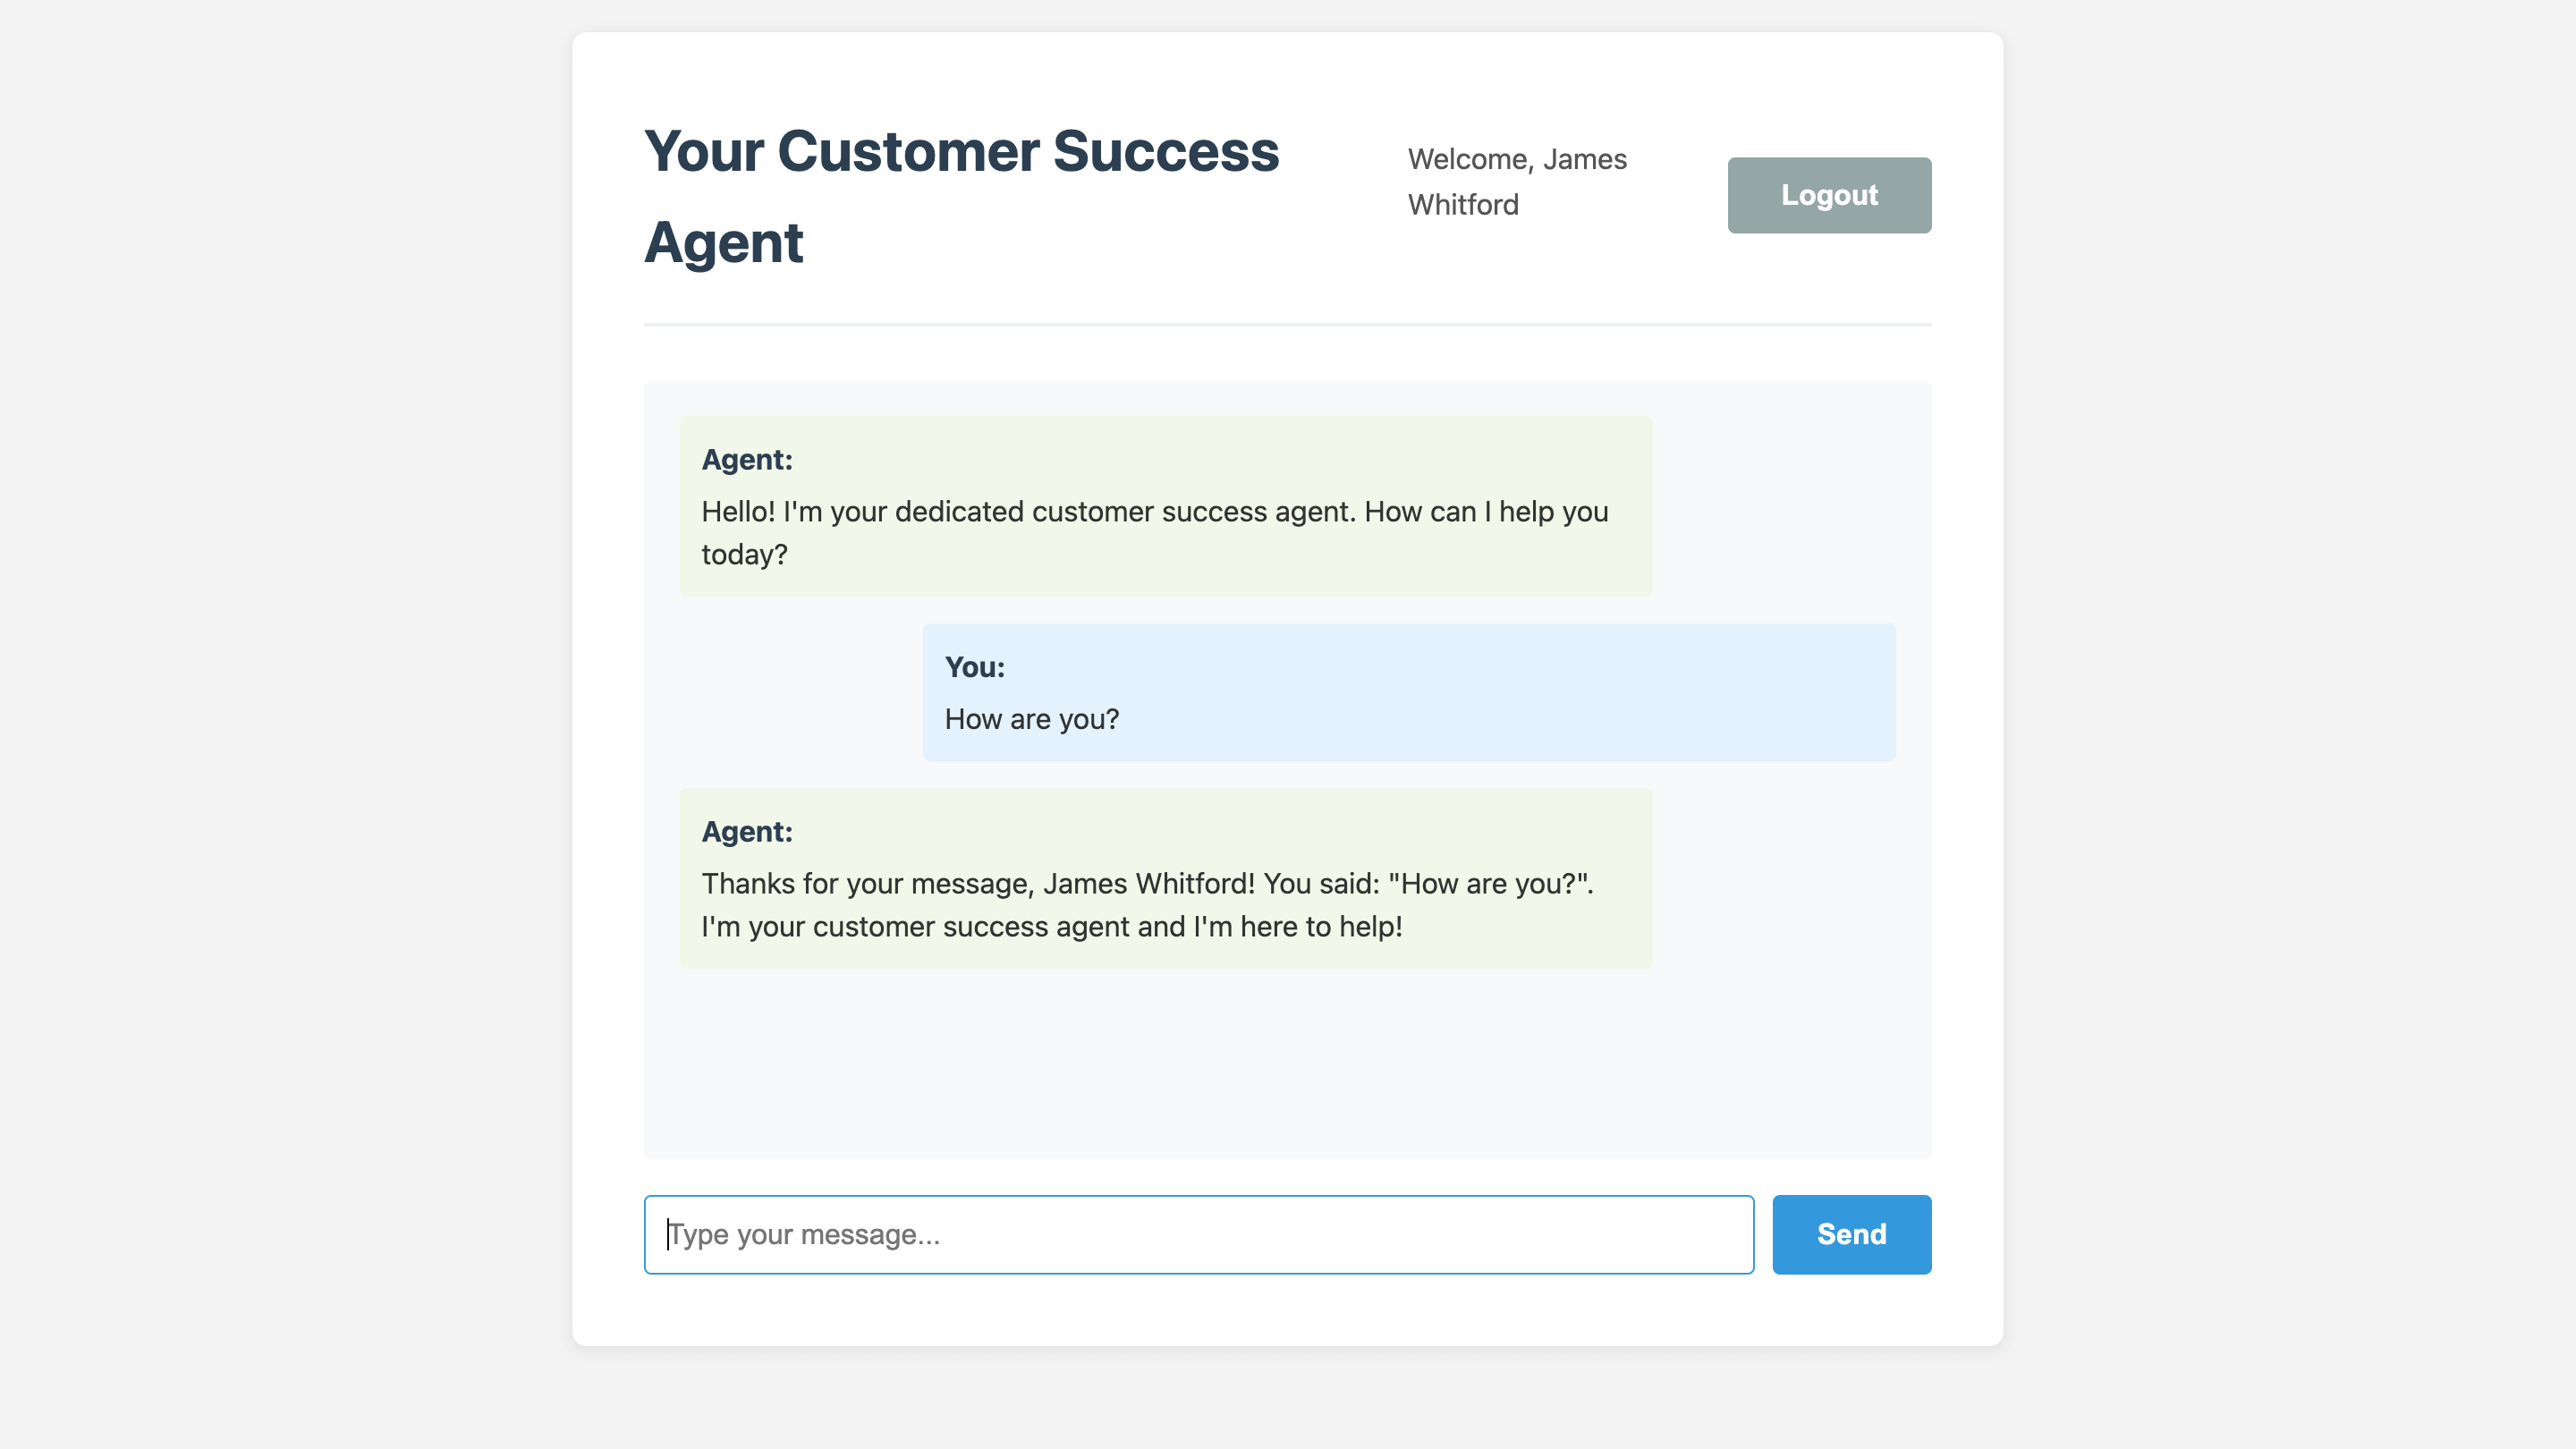 Your Customer Success
Agent
Welcome, James
Whitford
Logout
Agent:
Hello! I'm your dedicated customer success agent. How can I help you
today?
You:
How are you?
Agent:
Thanks for your message, James Whitford! You said: "How are you?".
I'm your customer success agent and I'm here to help!
Type your message...
Send